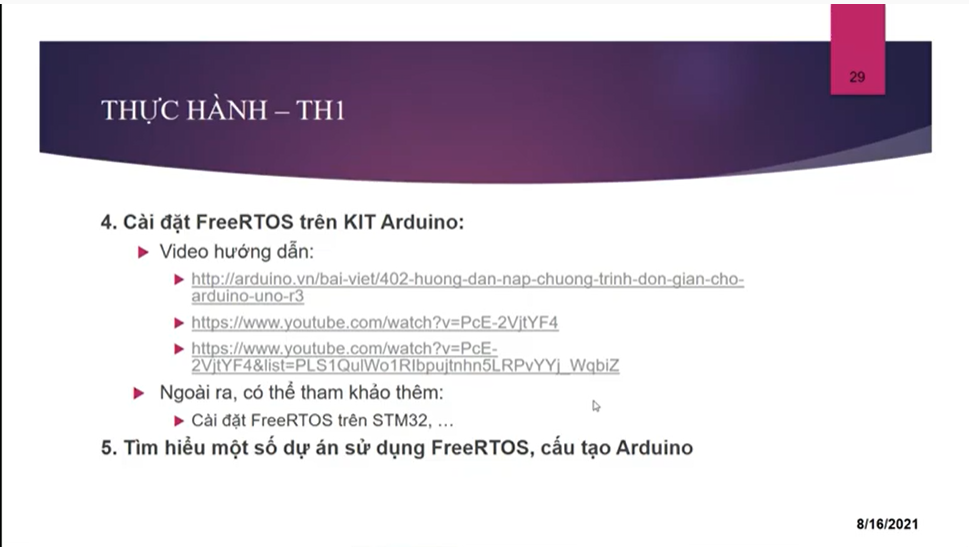 29
THỰC HÀNH – TH1
4. Cài đặt FreeRTOS trên KIT Arduino:
Video hướng dẫn:
http://arduino.vn/bai-viet/402-huong-dan-nap-chuong-trinh-don-gian-cho-
arduino-uno-r3
https://www.youtube.com/watch?v=PcE-2VjtYF4
https://www.youtube.com/watch?v=PcE-
2VjtYF4&list=PLS1QulWo1RIbpujtnhn5LRPvYYj_WqbiZ
Ngoài ra, có thể tham khảo thêm:
Cài đặt FreeRTOS trên STM32, …
5. Tìm hiểu một số dự án sử dụng FreeRTOS, cấu tạo Arduino
8/16/2021